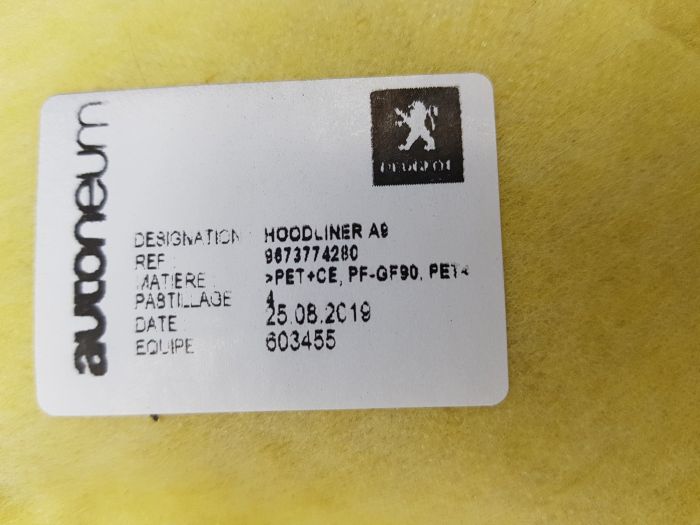 autoneum
PEUGEOT
DESIGNATION : HOODLINER A9
REF : 9673774280
MATIERE : >PET+CE, PF-GF90, PET<
PASTILLAGE 4
DATE : 25.08.2019
EQUIPE 603455